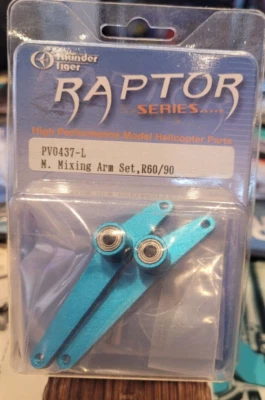 Thunder
Tiger
RAPTOR
SERIES
High Performance Model Helicopter Parts
PV0437-L
M. Mixing Arm Set,R60/90